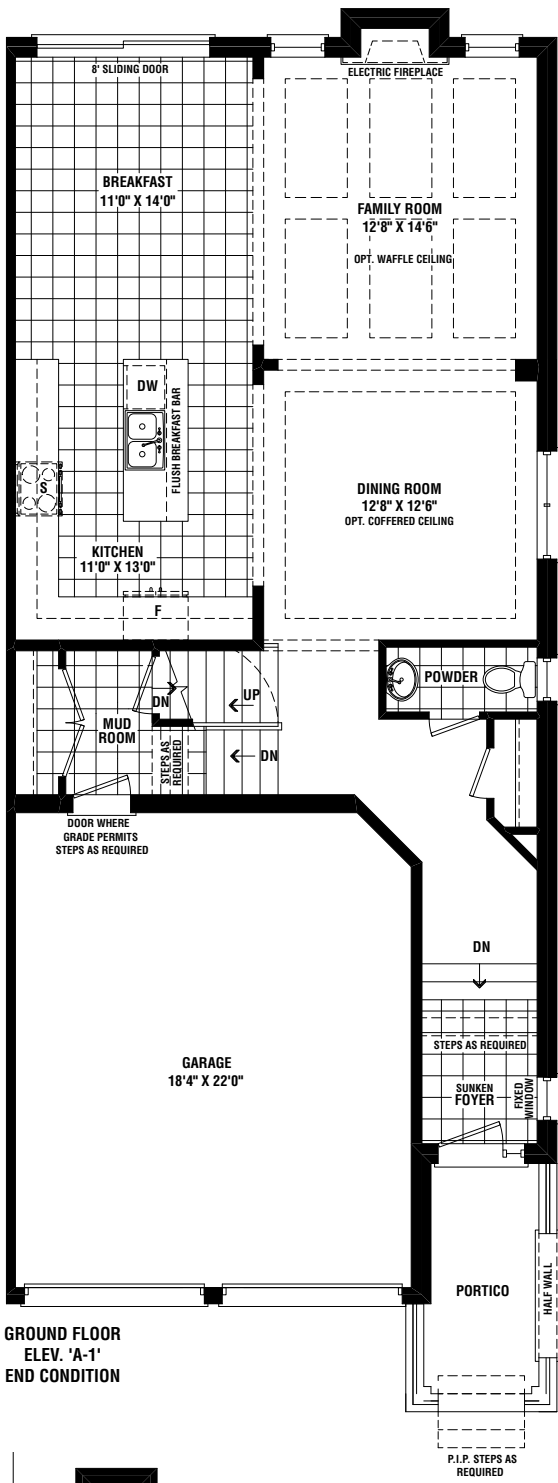 8' SLIDING DOOR
ELECTRIC FIREPLACE
BREAKFAST
11'0" X 14'0"
FAMILY ROOM
12'8" X 14'6"
OPT. WAFFLE CEILING
DW
FLUSH BREAKFAST BAR
S
DINING ROOM
12'8" X 12'6"
OPT. COFFERED CEILING
KITCHEN
11'0" X 13'0"
F
POWDER
DN
UP
MUD
ROOM
STEPS AS
REQUIRED
DN
DOOR WHERE
GRADE PERMITS
STEPS AS REQUIRED
DN
STEPS AS REQUIRED
GARAGE
18'4" X 22'0"
SUNKEN
FOYER
FIXED
WINDOW
PORTICO
HALF WALL
GROUND FLOOR
ELEV. 'A-1'
END CONDITION
P.I.P. STEPS AS
REQUIRED